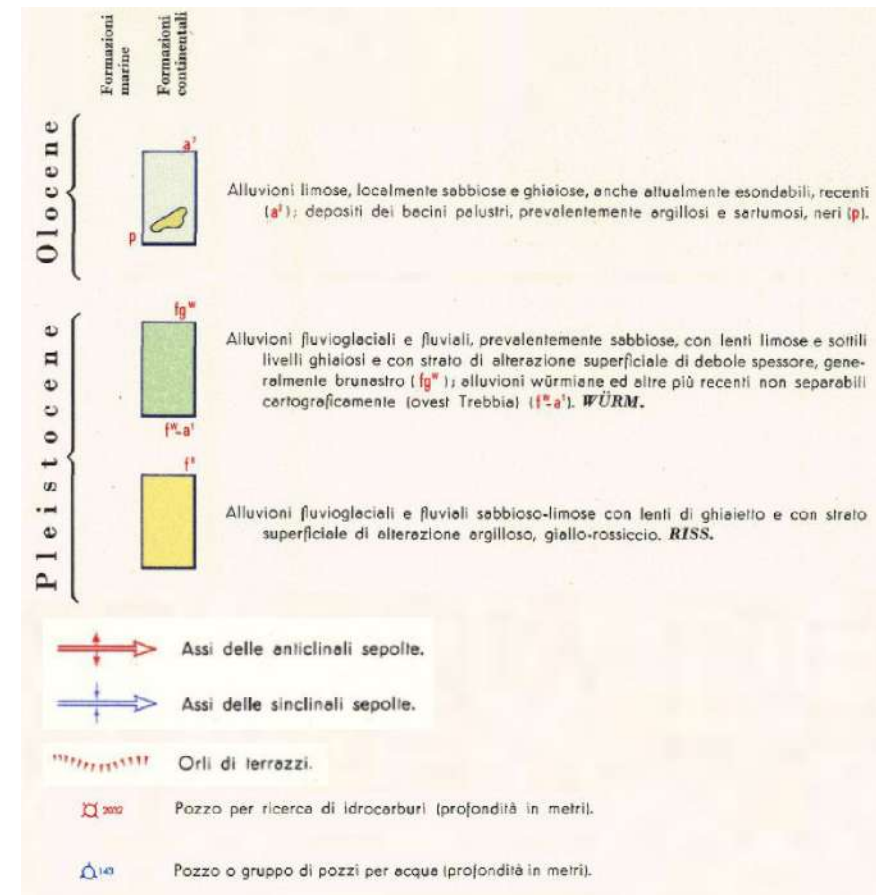 Formazioni
marine
Formazioni
continentali
Olocene
a²
p
Alluvioni limose, localmente sabbiose e ghiaiose, anche attualmente esondabili, recenti
(a²); depositi dei bacini palustri, prevalentemente argillosi e sartumosi, neri (p).
Pleistocene
fgᵂ
fᵂ-a¹
Alluvioni fluvioglaciali e fluviali, prevalentemente sabbiose, con lenti limose e sottili
livelli ghiaiosi e con strato di alterazione superficiale di debole spessore, gene-
ralmente brunastro (fgᵂ); alluvioni würmiane ed altre più recenti non separabili
cartograficamente (ovest Trebbia) (fᵂ-a¹). WÜRM.
fᴿ
Alluvioni fluvioglaciali e fluviali sabbioso-limose con lenti di ghiaietto e con strato
superficiale di alterazione argilloso, giallo-rossiccio. RISS.
Assi delle anticlinali sepolte.
Assi delle sinclinali sepolte.
Orli di terrazzi.
Pozzo per ricerca di idrocarburi (profondità in metri).
143 Pozzo o gruppo di pozzi per acqua (profondità in metri).